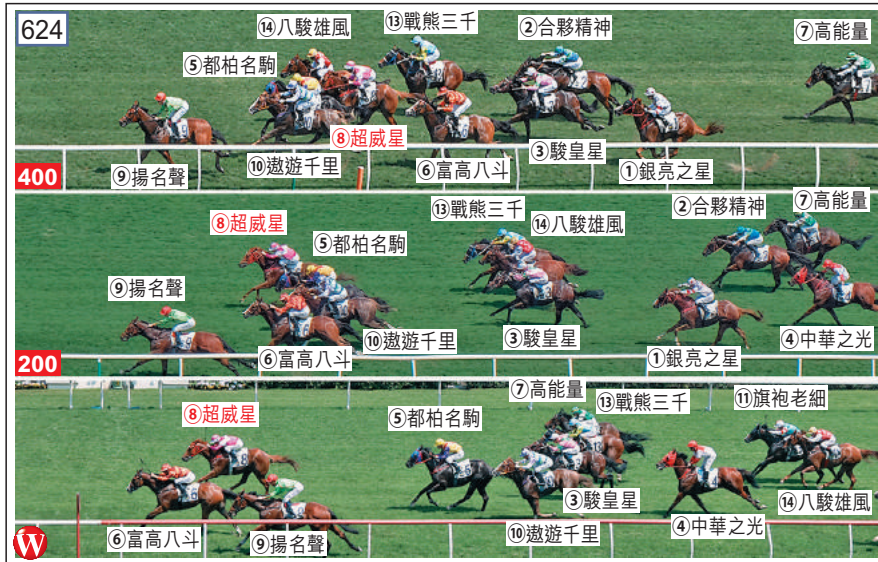 624
⑭八駿雄風
⑬戰熊三千
②合夥精神
⑦高能量
⑤都柏名駒
⑧超威星
⑨揚名聲
⑩遨遊千里
⑥富高八斗
③駿皇星
①銀亮之星
400
⑧超威星
⑬戰熊三千
②合夥精神
⑦高能量
⑤都柏名駒
⑭八駿雄風
⑨揚名聲
⑩遨遊千里
③駿皇星
⑥富高八斗
①銀亮之星
④中華之光
200
⑧超威星
⑤都柏名駒
⑦高能量
⑬戰熊三千
⑪旗袍老細
③駿皇星
⑭八駿雄風
⑥富高八斗
⑨揚名聲
⑩遨遊千里
④中華之光
W